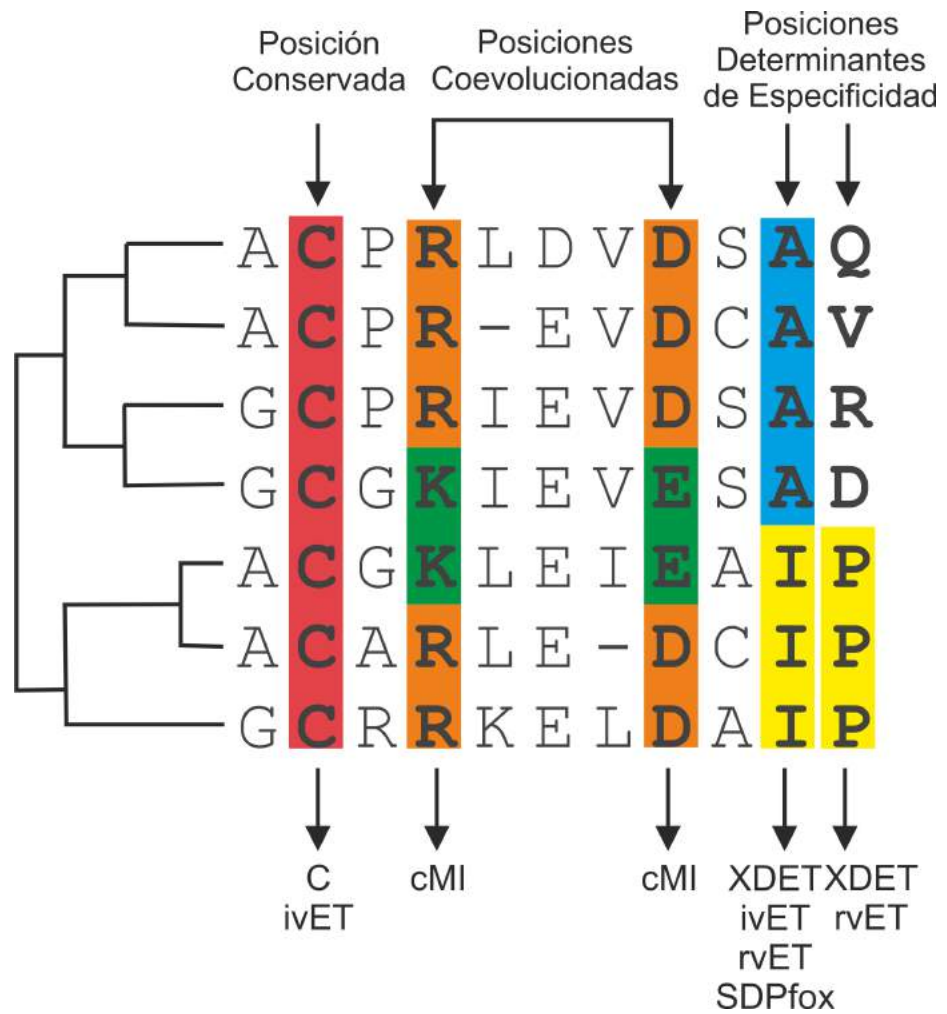 Posición
Conservada
Posiciones
Coevolucionadas
Posiciones
Determinantes
de Especificidad
A C P R L D V D S A Q
A C P R - E V D C A V
G C P R I E V D S A R
G C G K I E V E S A D
A C G K L E I E A I P
A C A R L E - D C I P
G C R R K E L D A I P
C
ivET
cMI
cMI
XDET
ivET
rvET
SDPfox
XDET
rvET